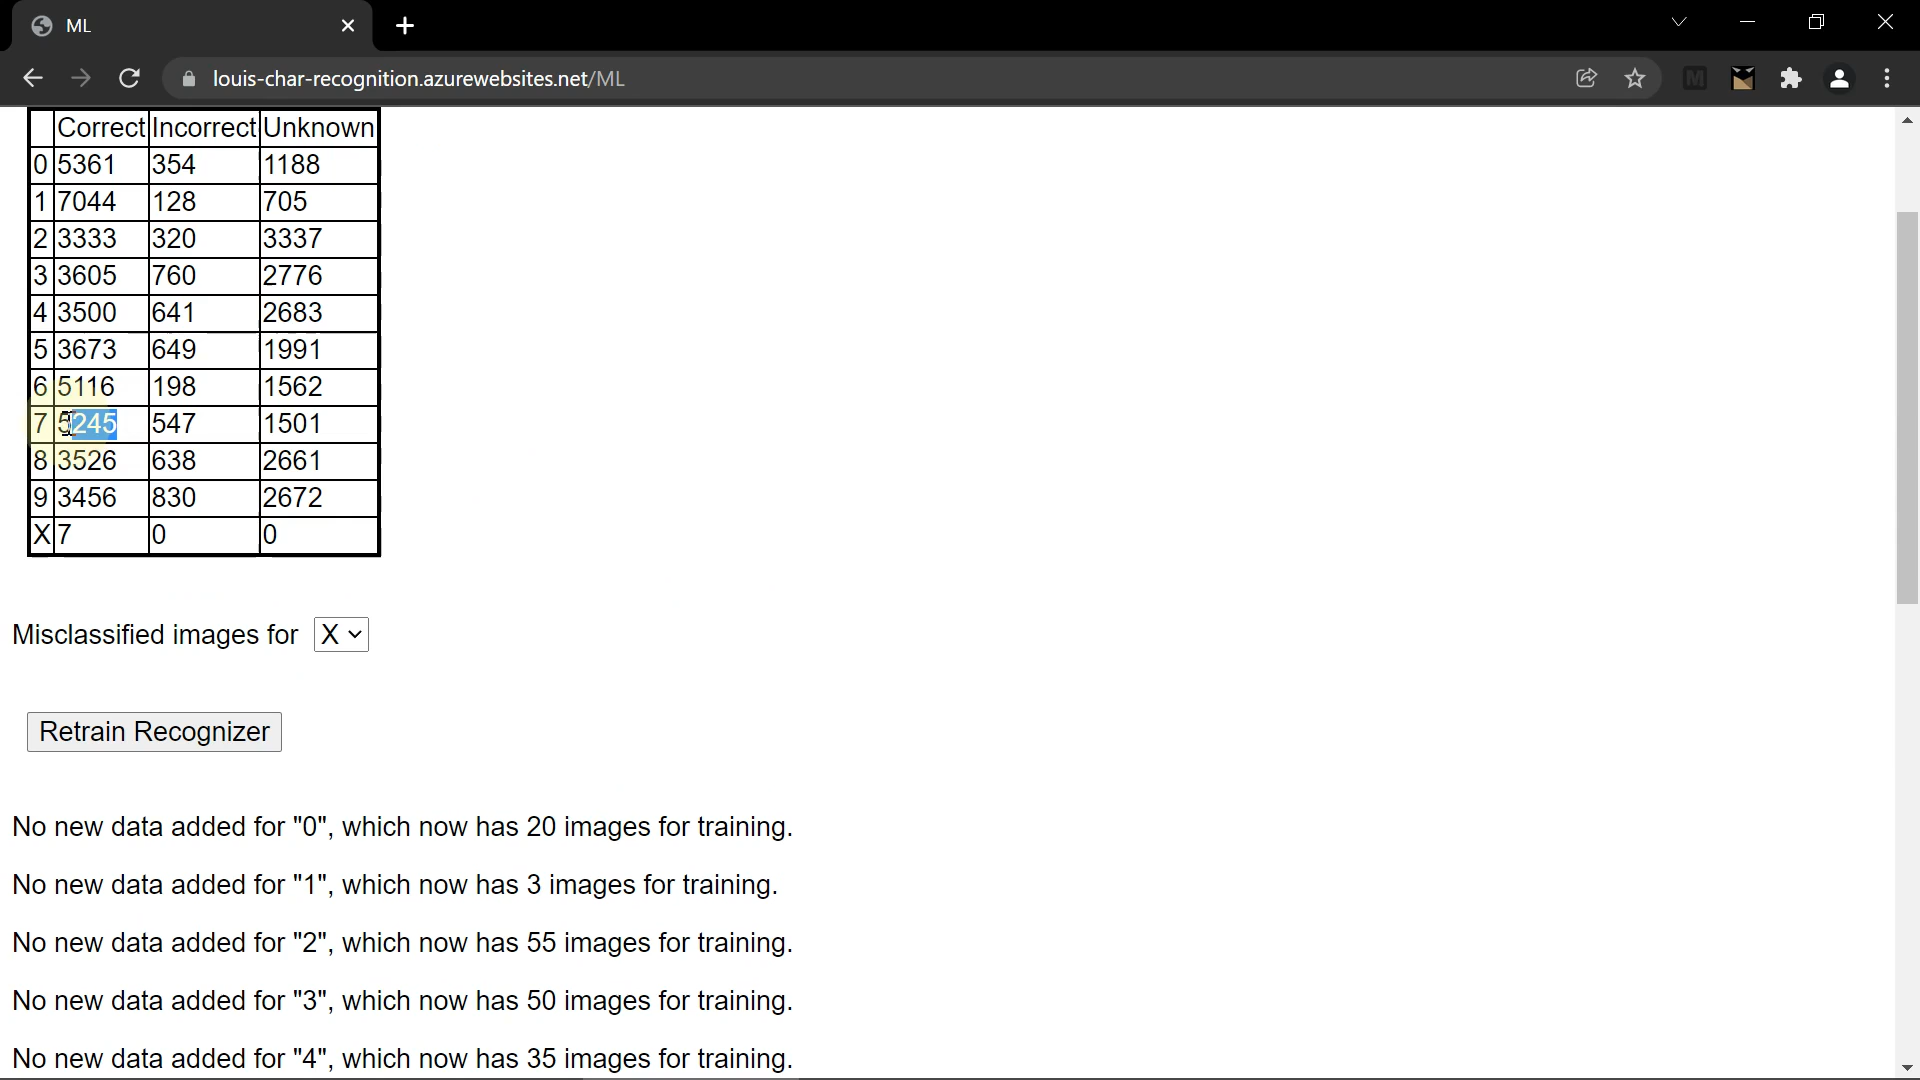 ML
louis-char-recognition.azurewebsites.net/ML
M
Correct Incorrect Unknown
0 5361 354 1188
1 7044 128 705
2 3333 320 3337
3 3605 760 2776
4 3500 641 2683
5 3673 649 1991
6 5116 198 1562
7 5245 547 1501
8 3526 638 2661
9 3456 830 2672
X 7 0 0
Misclassified images for X
Retrain Recognizer
No new data added for "0", which now has 20 images for training.
No new data added for "1", which now has 3 images for training.
No new data added for "2", which now has 55 images for training.
No new data added for "3", which now has 50 images for training.
No new data added for "4", which now has 35 images for training.